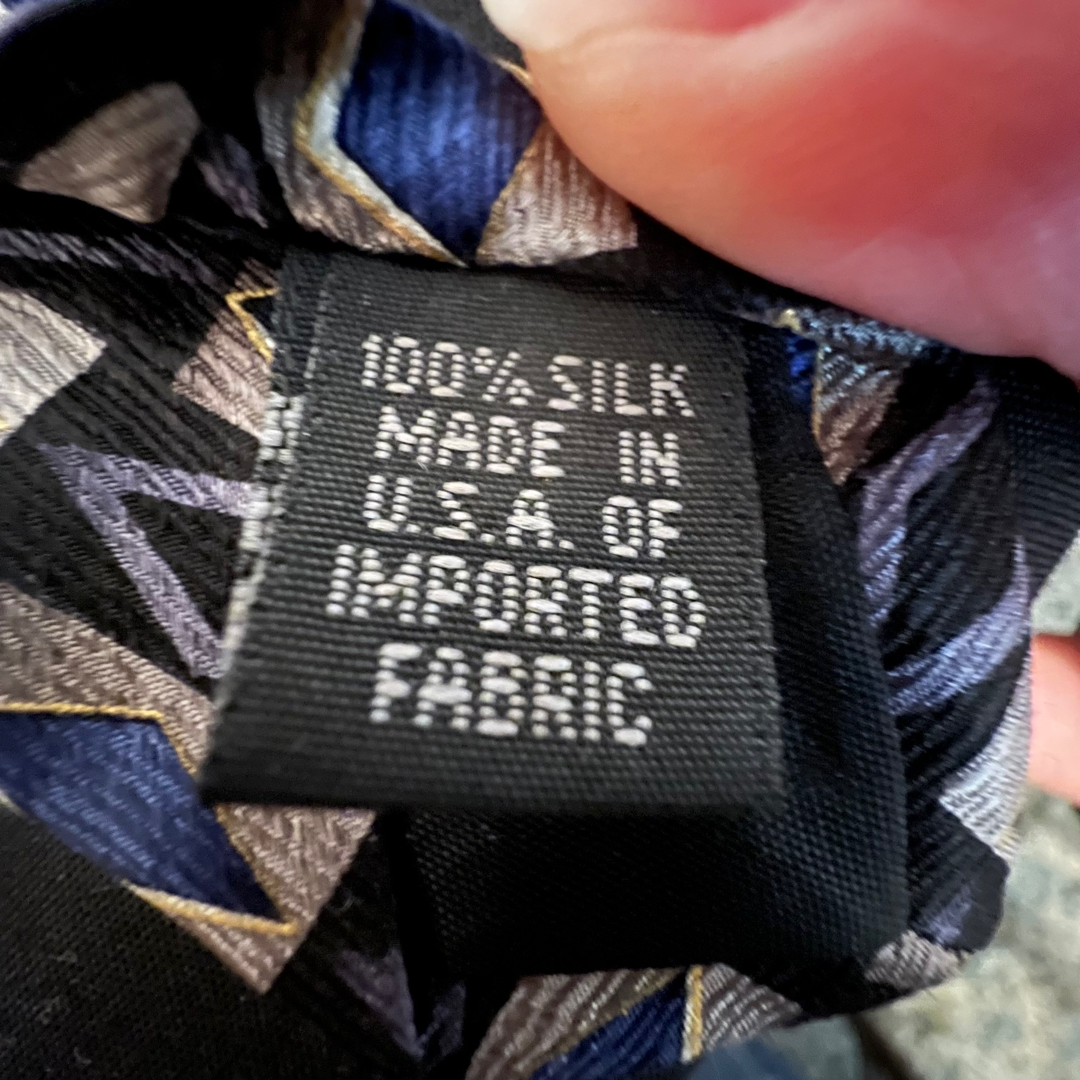 100% SILK
MADE IN
U.S.A. OF
IMPORTED
FABRIC